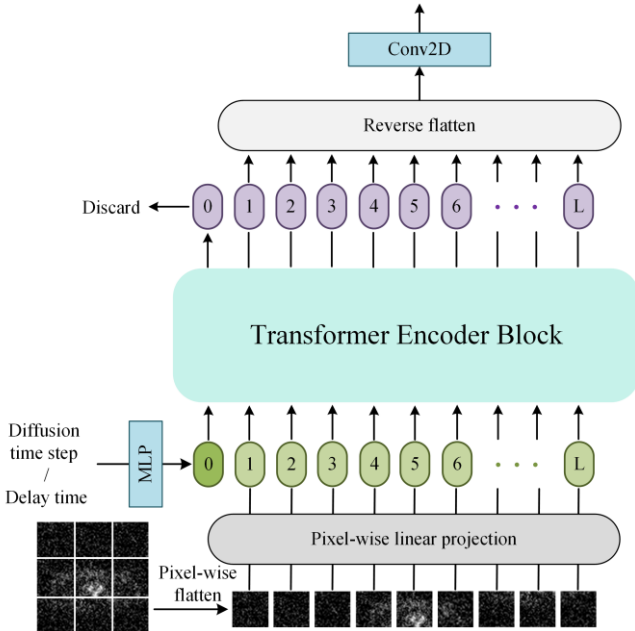 Conv2D
Reverse flatten
Discard
0 1 2 3 4 5 6 L
Transformer Encoder Block
Diffusion
time step
/
Delay time
MLP
0 1 2 3 4 5 6 L
Pixel-wise linear projection
Pixel-wise
flatten